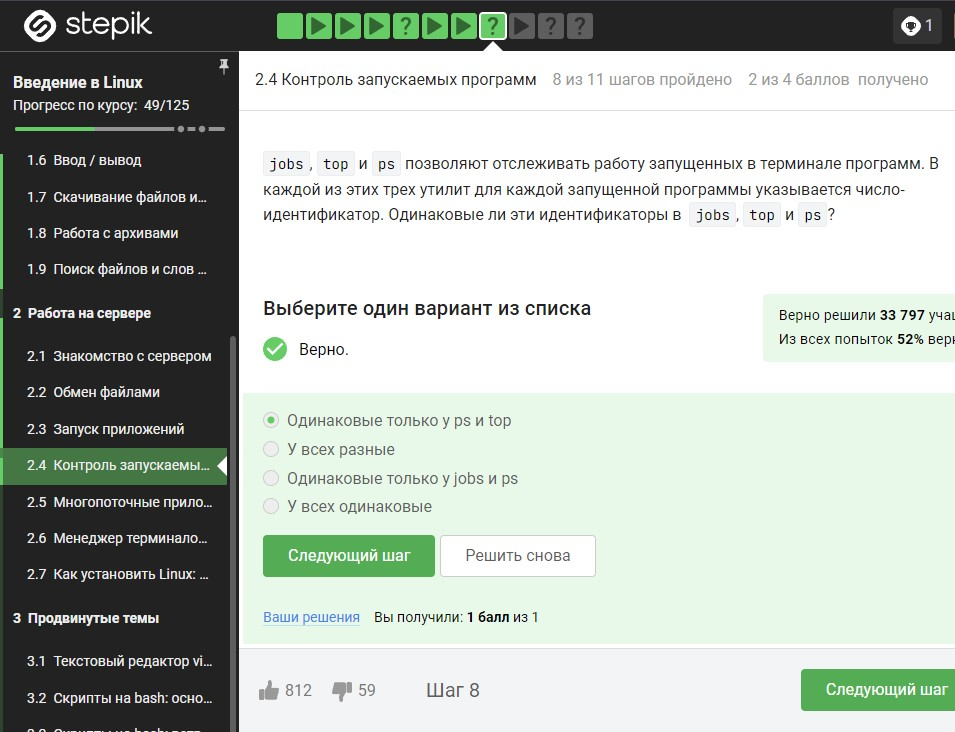 stepik
? ? ? ?
1
Введение в Linux
Прогресс по курсу: 49/125
1.6 Ввод / вывод
1.7 Скачивание файлов и...
1.8 Работа с архивами
1.9 Поиск файлов и слов ...
2 Работа на сервере
2.1 Знакомство с сервером
2.2 Обмен файлами
2.3 Запуск приложений
2.4 Контроль запускаемы...
2.5 Многопоточные прило...
2.6 Менеджер терминало...
2.7 Как установить Linux: ...
3 Продвинутые темы
3.1 Текстовый редактор vi...
3.2 Скрипты на bash: осно...
2.4 Контроль запускаемых программ 8 из 11 шагов пройдено 2 из 4 баллов получено
jobs, top и ps позволяют отслеживать работу запущенных в терминале программ. В
каждой из этих трех утилит для каждой запущенной программы указывается число-
идентификатор. Одинаковые ли эти идентификаторы в jobs, top и ps?
Выберите один вариант из списка
Верно решили 33 797 учащ
Из всех попыток 52% верн
Верно.
Одинаковые только у ps и top
У всех разные
Одинаковые только у jobs и ps
У всех одинаковые
Следующий шаг Решить снова
Ваши решения Вы получили: 1 балл из 1
812 59 Шаг 8 Следующий шаг